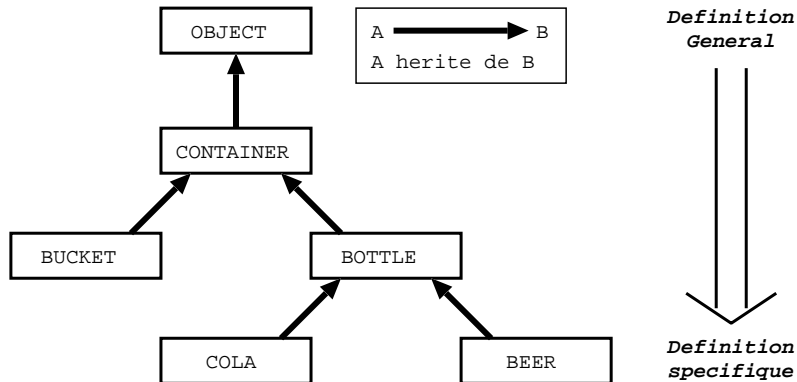 OBJECT
A B
A herite de B
Definition
General
CONTAINER
BUCKET
BOTTLE
COLA
BEER
Definition
specifique